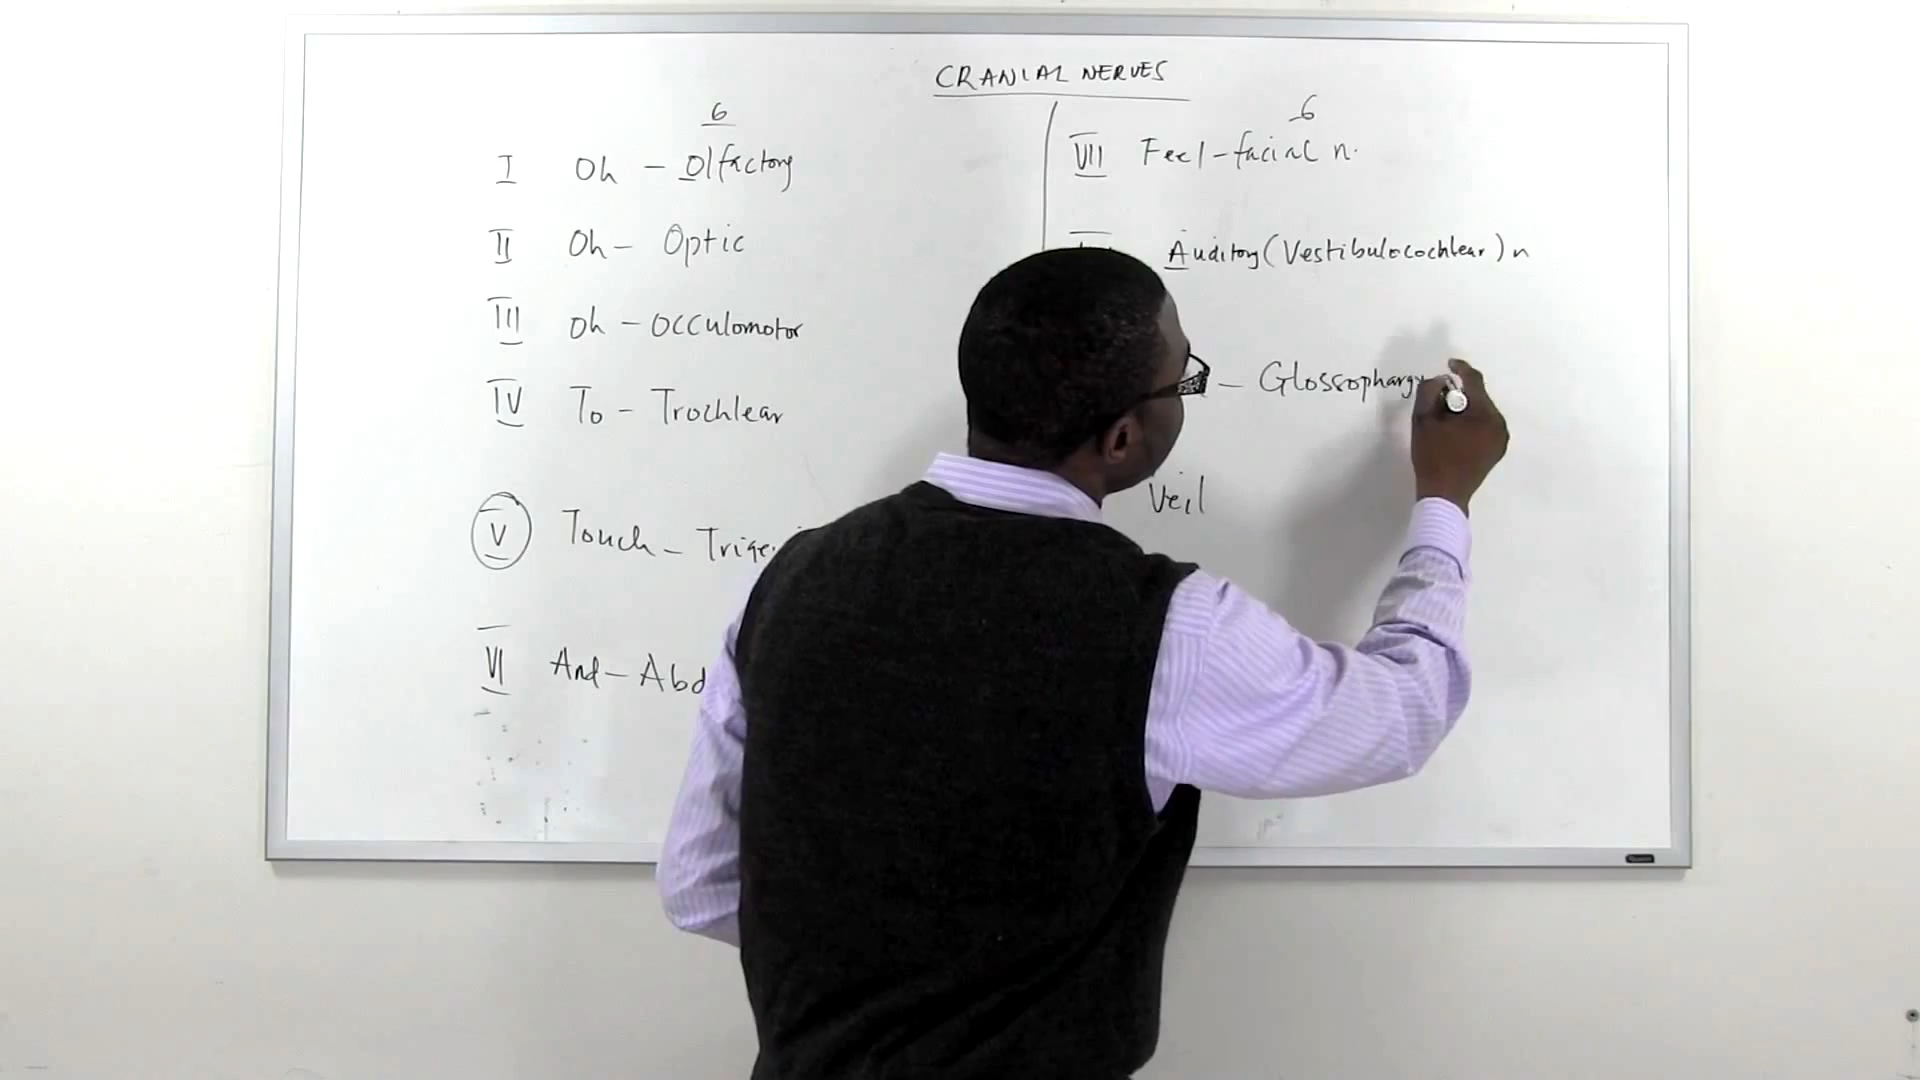 CRANIAL NERVES
6
I Oh - Olfactory
II Oh - Optic
III Oh - Occulomotor
IV To - Trochlear
V Touch - Trige
VI And - Abd
6
VII Feel - facial n.
Auditory (Vestibulocochlear) n
- Glossophargy
Veil